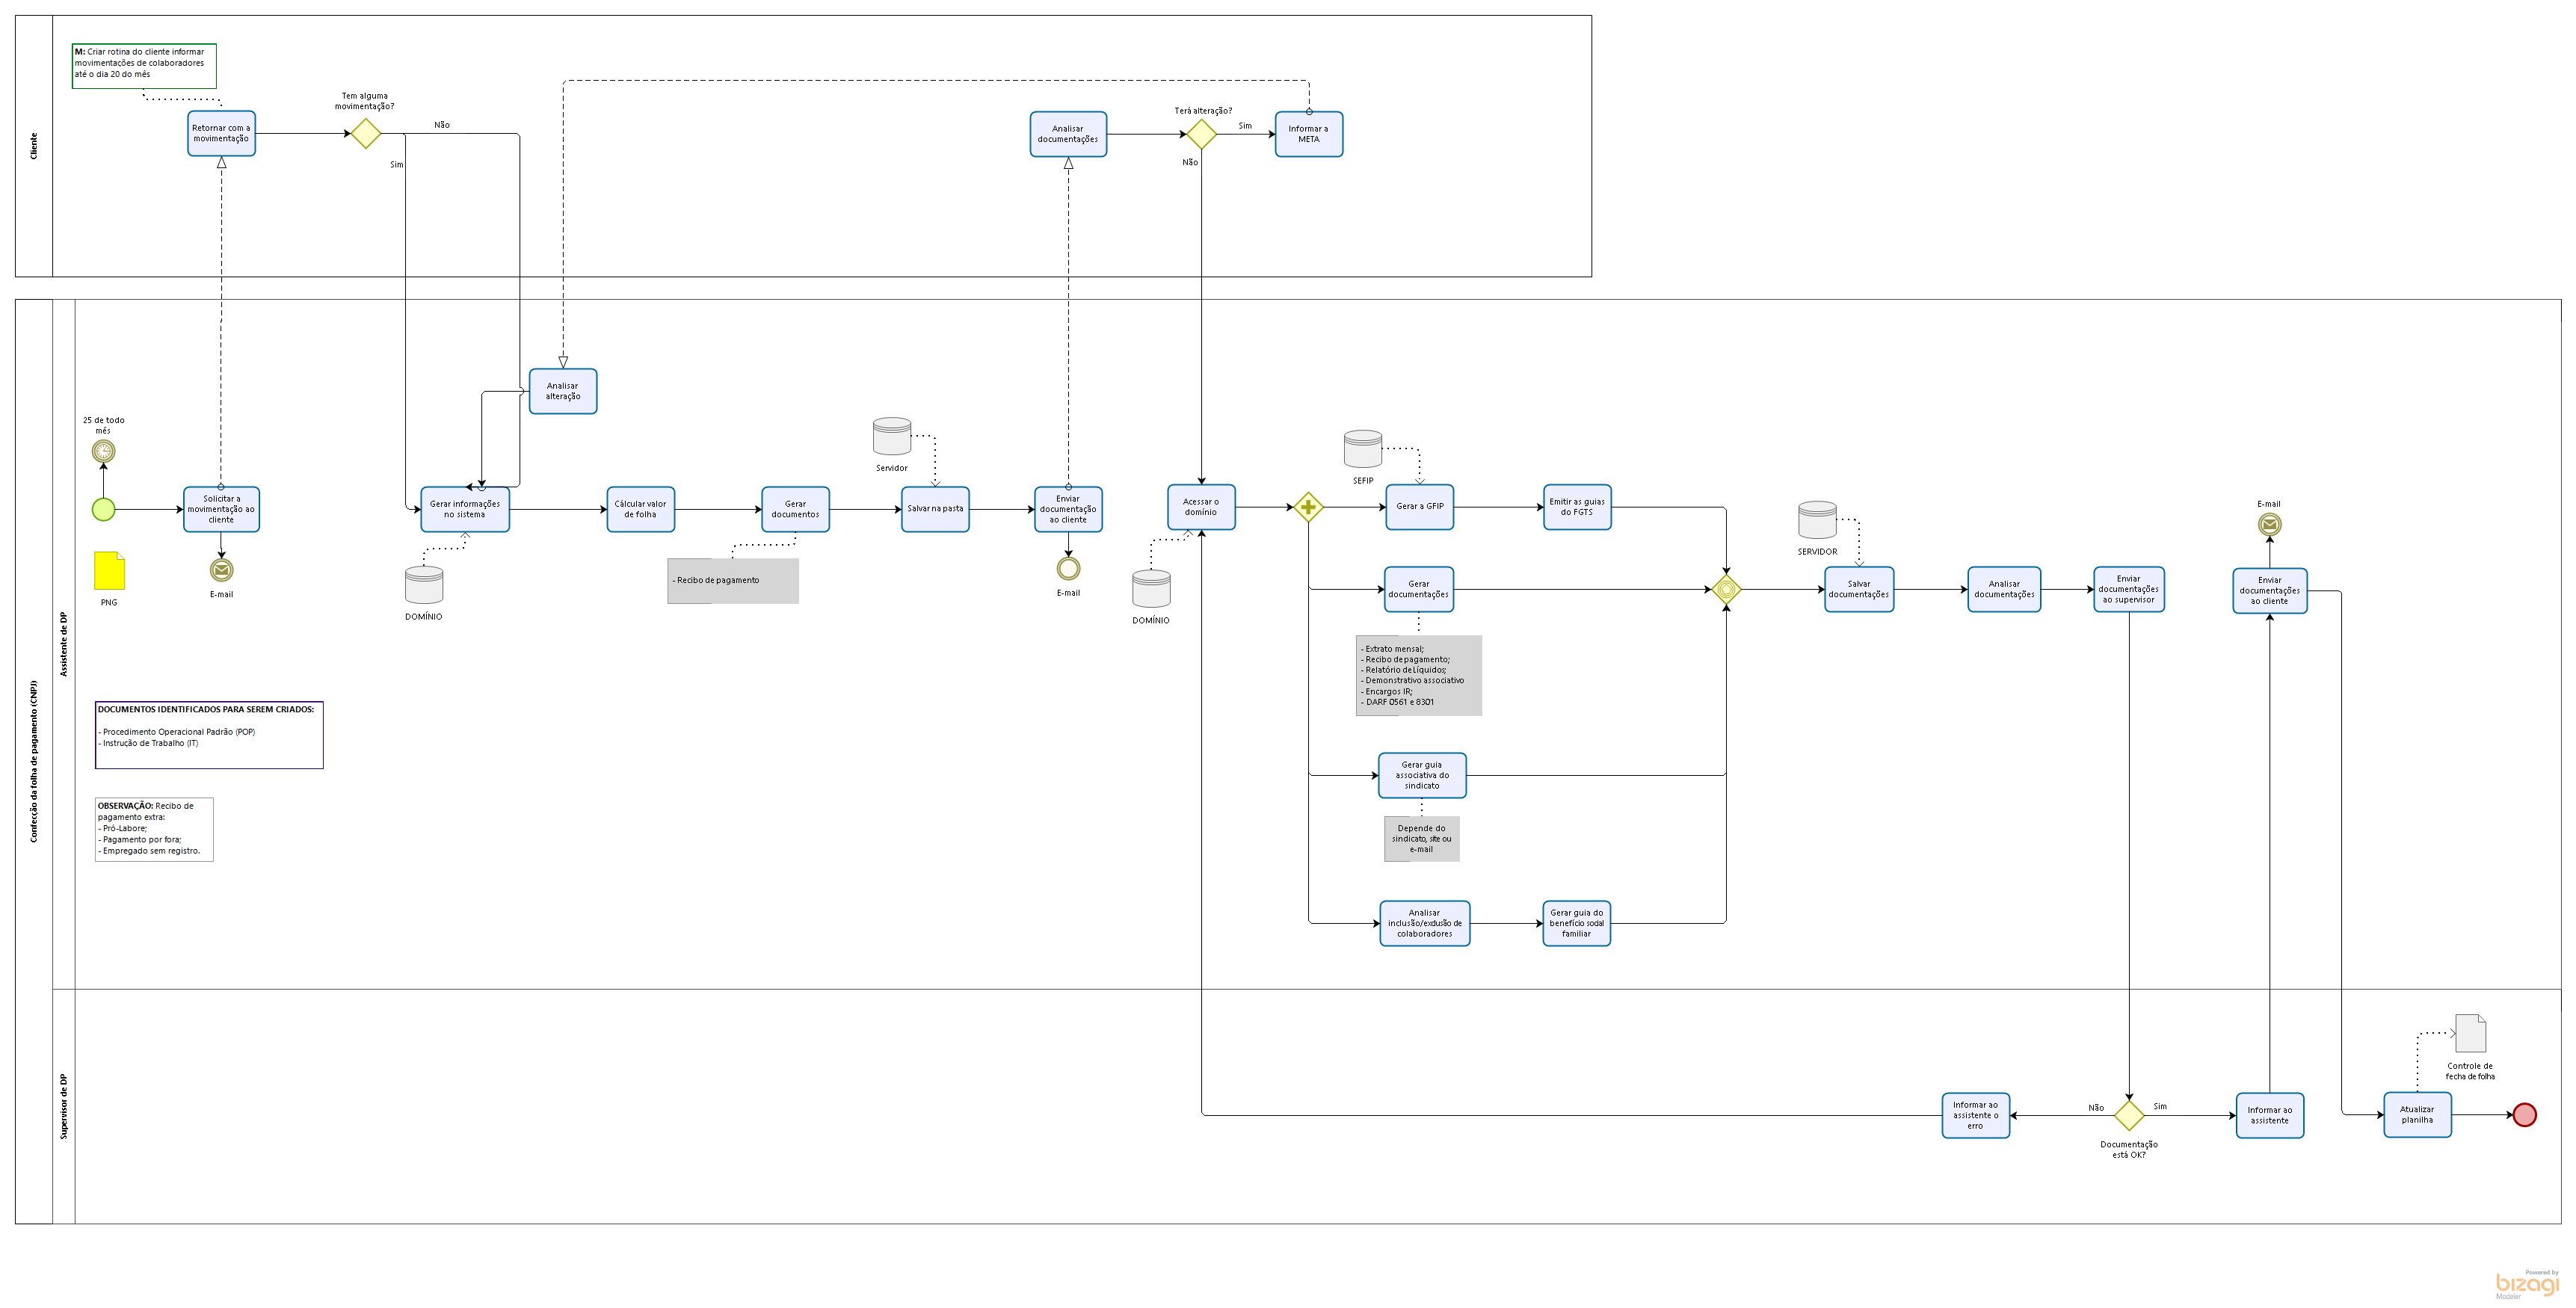 Cliente
M: Criar rotina do cliente informar
movimentações de colaboradores
até o dia 20 do mês
Retornar com a
movimentação
Tem alguma
movimentação?
Não
Sim
Analisar
documentações
Terá alteração?
Sim
Não
Informar a
META
Confecção da folha de pagamento (CNPJ)
Assistente de DP
25 de todo
mês
Solicitar a
movimentação ao
cliente
E-mail
PNG
Analisar
alteração
Gerar informações
no sistema
DOMÍNIO
Cálcular valor
de folha
Gerar
documentos
- Recibo de pagamento
Servidor
Salvar na pasta
Enviar
documentação
ao cliente
E-mail
Acessar o
domínio
DOMÍNIO
SEFIP
Gerar a GFIP
Emitir as guias
do FGTS
Gerar
documentações
- Extrato mensal;
- Recibo de pagamento;
- Relatório de Líquidos;
- Demonstrativo associativo
- Encargos IR;
- DARF 0561 e 8301
Gerar guia
associativa do
sindicato
Depende do
sindicato, site ou
e-mail
Analisar
inclusão/exclusão de
colaboradores
Gerar guia do
benefício social
familiar
SERVIDOR
Salvar
documentações
Analisar
documentações
Enviar
documentações
ao supervisor
E-mail
Enviar
documentações
ao cliente
DOCUMENTOS IDENTIFICADOS PARA SEREM CRIADOS:
- Procedimento Operacional Padrão (POP)
- Instrução de Trabalho (IT)
OBSERVAÇÃO: Recibo de
pagamento extra:
- Pró-Labore;
- Pagamento por fora;
- Empregado sem registro.
Supervisor de DP
Informar ao
assistente o
erro
Não
Sim
Documentação
está OK?
Informar ao
assistente
Atualizar
planilha
Controle de
fecha de folha
Powered by
bizagi
Modeler